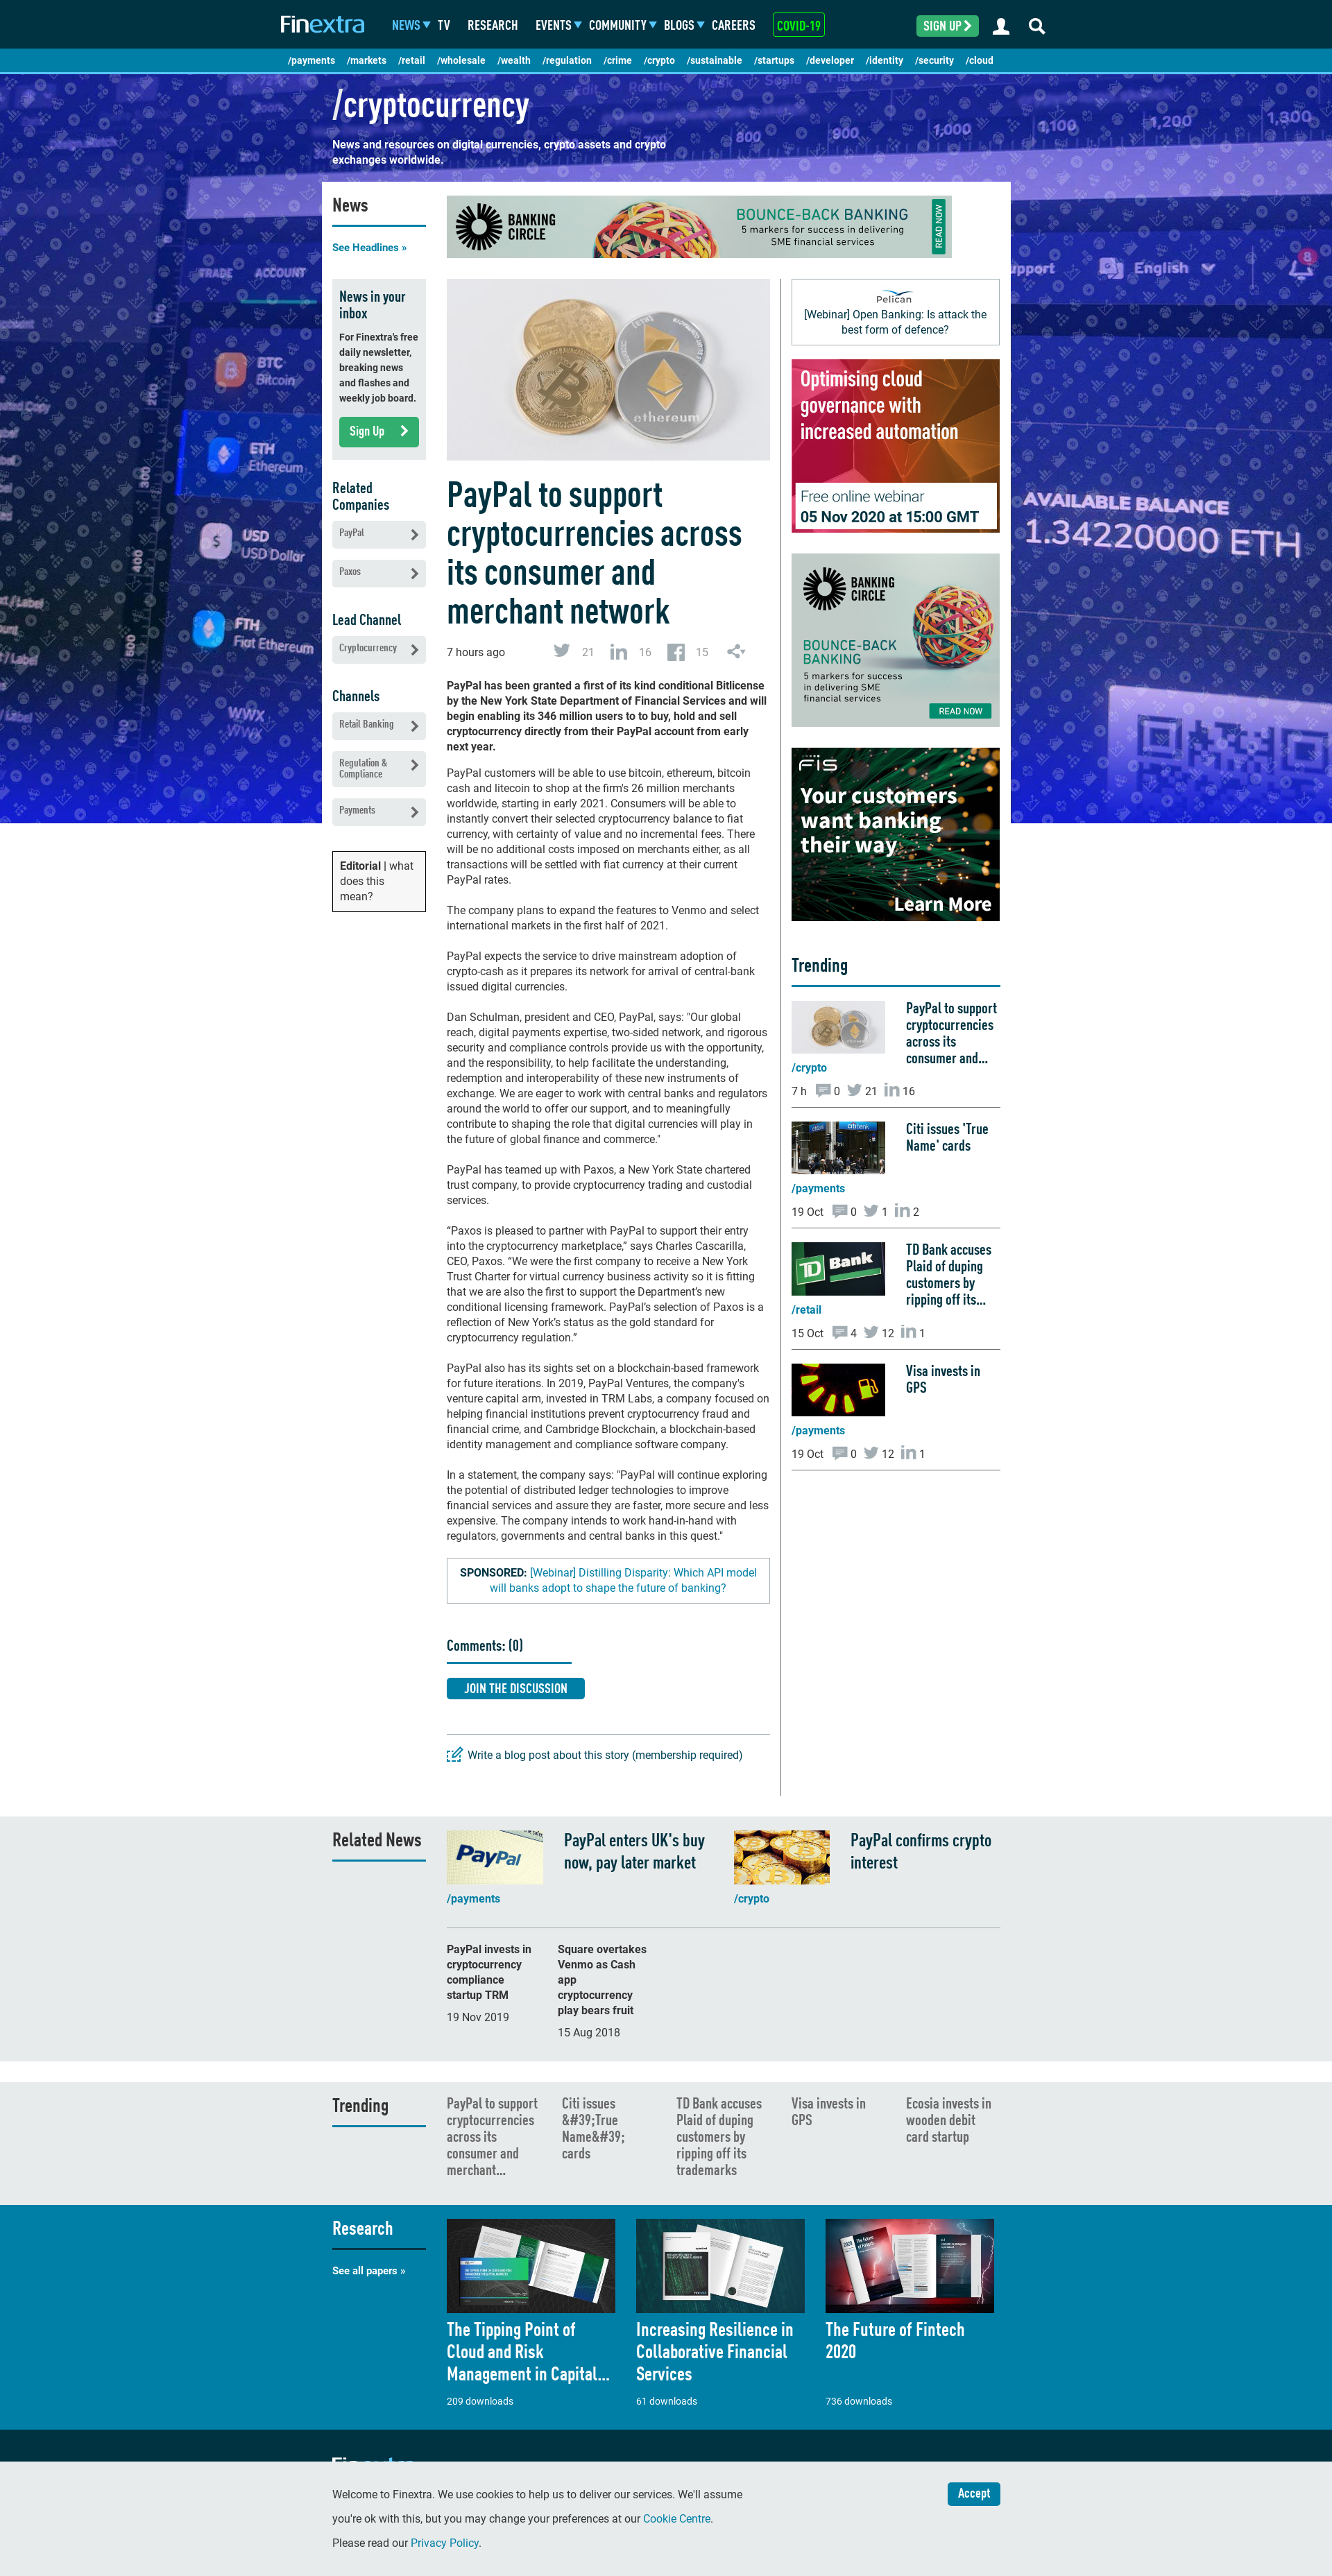 Finextra
NEWS TV RESEARCH EVENTS COMMUNITY BLOGS CAREERS COVID-19 SIGN UP
/payments /markets /retail /wholesale /wealth /regulation /crime /crypto /sustainable /startups /developer /identity /security /cloud
/cryptocurrency
News and resources on digital currencies, crypto assets and crypto
exchanges worldwide.
800 900 1,000 1,100 1,200 1,300
TRADE ACCOUNT
BTC
Bitcoin
ETH
Ethereum
USD
USD Dollar
FTH
Fiat Ethereum
English
8
AVAILABLE BALANCE
1.34220000 ETH
News
See Headlines »
BANKING
CIRCLE
BOUNCE-BACK BANKING
5 markers for success in delivering
SME financial services
READ NOW
News in your
inbox
For Finextra's free
daily newsletter,
breaking news
and flashes and
weekly job board.
Sign Up
Related
Companies
PayPal
Paxos
Lead Channel
Cryptocurrency
Channels
Retail Banking
Regulation &
Compliance
Payments
Editorial | what
does this
mean?
ethereum
PayPal to support
cryptocurrencies across
its consumer and
merchant network
7 hours ago 21 16 15
PayPal has been granted a first of its kind conditional Bitlicense
by the New York State Department of Financial Services and will
begin enabling its 346 million users to to buy, hold and sell
cryptocurrency directly from their PayPal account from early
next year.
PayPal customers will be able to use bitcoin, ethereum, bitcoin
cash and litecoin to shop at the firm's 26 million merchants
worldwide, starting in early 2021. Consumers will be able to
instantly convert their selected cryptocurrency balance to fiat
currency, with certainty of value and no incremental fees. There
will be no additional costs imposed on merchants either, as all
transactions will be settled with fiat currency at their current
PayPal rates.
The company plans to expand the features to Venmo and select
international markets in the first half of 2021.
PayPal expects the service to drive mainstream adoption of
crypto-cash as it prepares its network for arrival of central-bank
issued digital currencies.
Dan Schulman, president and CEO, PayPal, says: "Our global
reach, digital payments expertise, two-sided network, and rigorous
security and compliance controls provide us with the opportunity,
and the responsibility, to help facilitate the understanding,
redemption and interoperability of these new instruments of
exchange. We are eager to work with central banks and regulators
around the world to offer our support, and to meaningfully
contribute to shaping the role that digital currencies will play in
the future of global finance and commerce."
PayPal has teamed up with Paxos, a New York State chartered
trust company, to provide cryptocurrency trading and custodial
services.
“Paxos is pleased to partner with PayPal to support their entry
into the cryptocurrency marketplace,” says Charles Cascarilla,
CEO, Paxos. “We were the first company to receive a New York
Trust Charter for virtual currency business activity so it is fitting
that we are also the first to support the Department’s new
conditional licensing framework. PayPal’s selection of Paxos is a
reflection of New York’s status as the gold standard for
cryptocurrency regulation.”
PayPal also has its sights set on a blockchain-based framework
for future iterations. In 2019, PayPal Ventures, the company's
venture capital arm, invested in TRM Labs, a company focused on
helping financial institutions prevent cryptocurrency fraud and
financial crime, and Cambridge Blockchain, a blockchain-based
identity management and compliance software company.
In a statement, the company says: "PayPal will continue exploring
the potential of distributed ledger technologies to improve
financial services and assure they are faster, more secure and less
expensive. The company intends to work hand-in-hand with
regulators, governments and central banks in this quest."
SPONSORED: [Webinar] Distilling Disparity: Which API model
will banks adopt to shape the future of banking?
Comments: (0)
JOIN THE DISCUSSION
Write a blog post about this story (membership required)
Pelican
[Webinar] Open Banking: Is attack the
best form of defence?
Optimising cloud
governance with
increased automation
Free online webinar
05 Nov 2020 at 15:00 GMT
BANKING
CIRCLE
BOUNCE-BACK
BANKING
5 markers for success
in delivering SME
financial services
READ NOW
FIS
Your customers
want banking
their way
Learn More
Trending
PayPal to support
cryptocurrencies
across its
consumer and...
/crypto
7 h 0 21 16
Citi issues 'True
Name' cards
/payments
19 Oct 0 1 2
TD Bank
TD Bank accuses
Plaid of duping
customers by
ripping off its...
/retail
15 Oct 4 12 1
Visa invests in
GPS
/payments
19 Oct 0 12 1
Related News
PayPal
PayPal enters UK's buy
now, pay later market
/payments
PayPal confirms crypto
interest
/crypto
PayPal invests in
cryptocurrency
compliance
startup TRM
19 Nov 2019
Square overtakes
Venmo as Cash
app
cryptocurrency
play bears fruit
15 Aug 2018
Trending
PayPal to support
cryptocurrencies
across its
consumer and
merchant...
Citi issues
&#39;True
Name&#39;
cards
TD Bank accuses
Plaid of duping
customers by
ripping off its
trademarks
Visa invests in
GPS
Ecosia invests in
wooden debit
card startup
Research
See all papers »
The Tipping Point of
Cloud and Risk
Management in Capital...
209 downloads
Increasing Resilience in
Collaborative Financial
Services
61 downloads
The Future of Fintech
2020
736 downloads
Welcome to Finextra. We use cookies to help us to deliver our services. We'll assume
you're ok with this, but you may change your preferences at our Cookie Centre.
Please read our Privacy Policy.
Accept